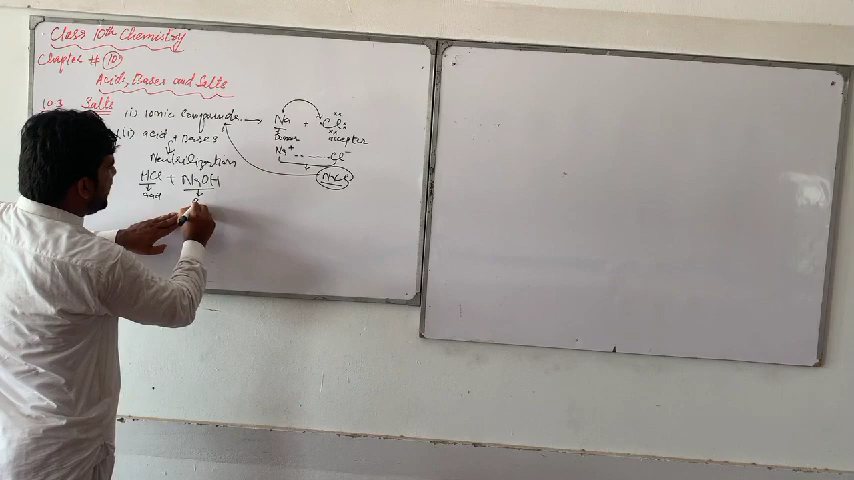 Class 10th Chemistry
Chapter # 10
Acids, Bases and Salts
10.3 Salts
(i) Ionic Compounds. → Na + Cl
Donor acceptor
(ii) acid + Bases
Na⁺ Cl⁻
Neutralization
NaCl
HCl + NaOH
acid